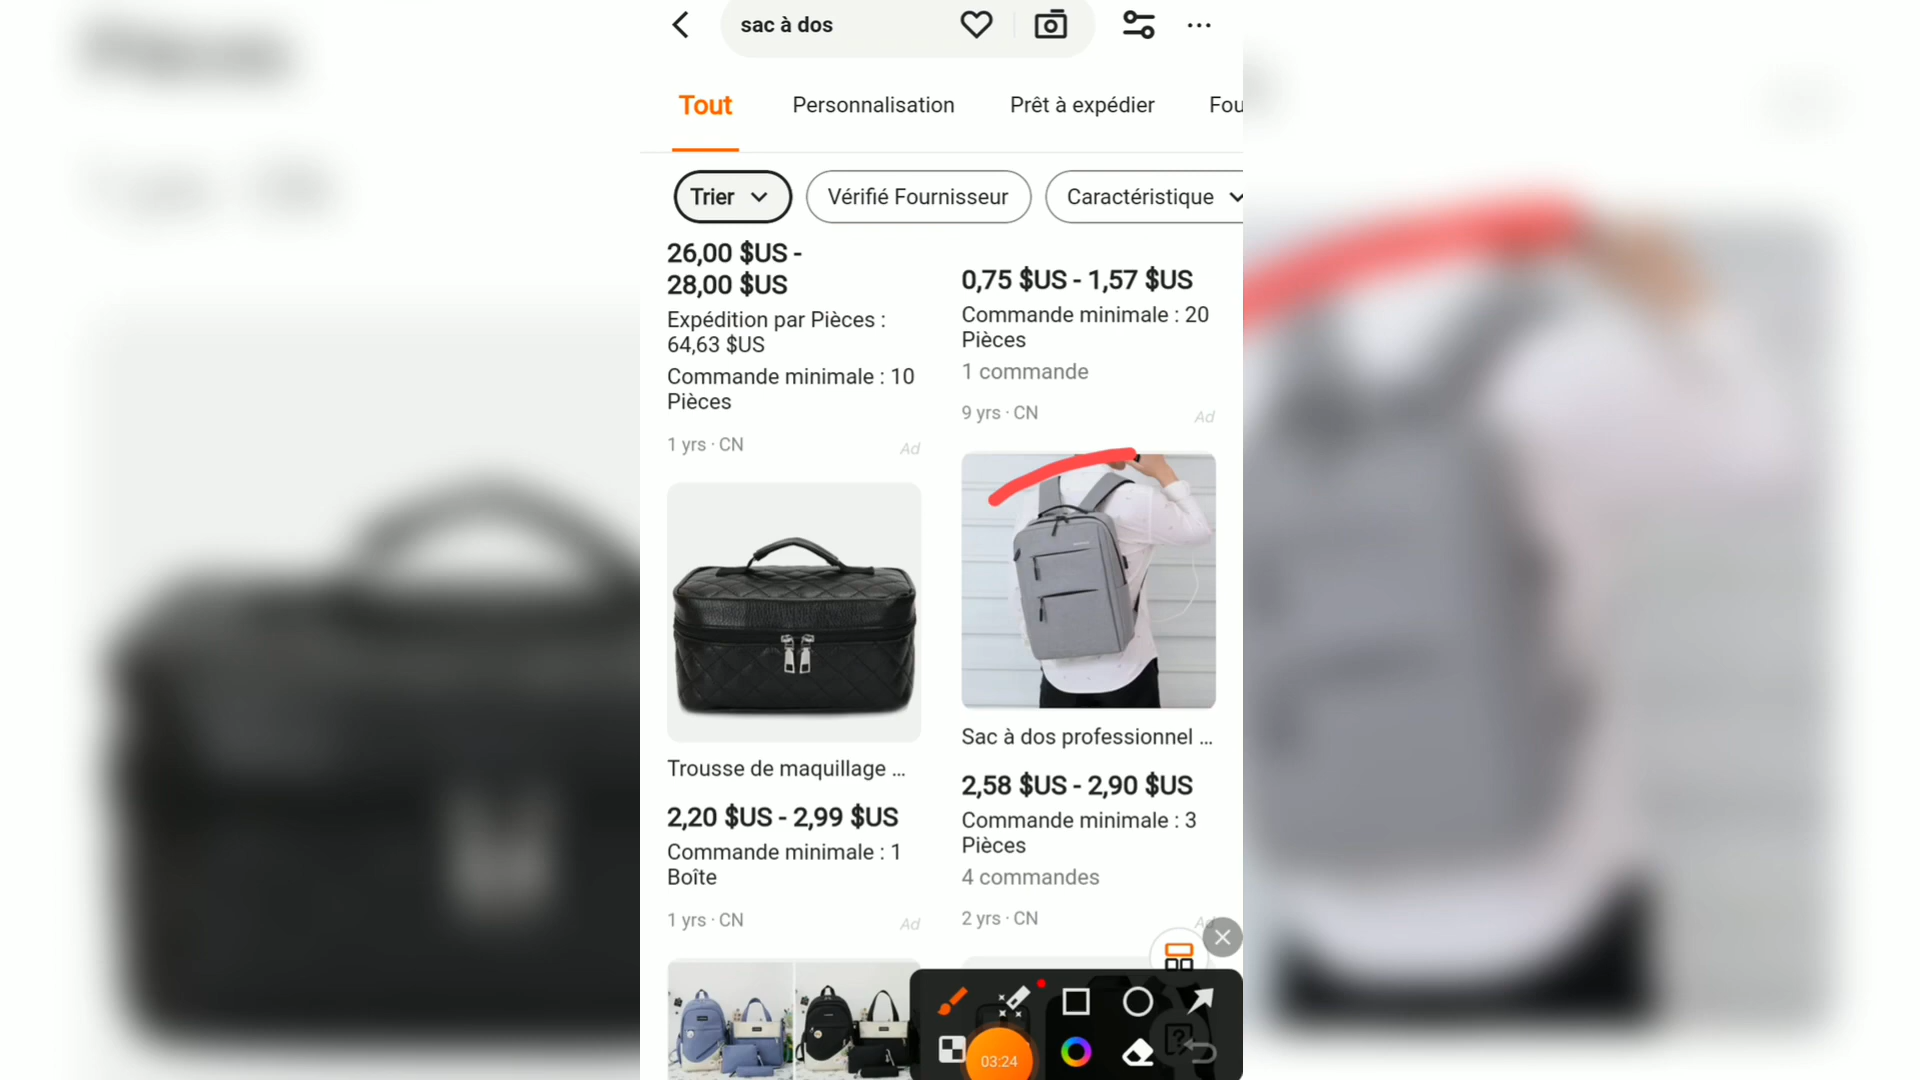 sac à dos
Tout
Personnalisation
Prêt à expédier
Fou
Trier
Vérifié Fournisseur
Caractéristique
26,00 $US -
28,00 $US
Expédition par Pièces :
64,63 $US
Commande minimale : 10
Pièces
1 yrs · CN
Ad
0,75 $US - 1,57 $US
Commande minimale : 20
Pièces
1 commande
9 yrs · CN
Ad
Trousse de maquillage ...
2,20 $US - 2,99 $US
Commande minimale : 1
Boîte
1 yrs · CN
Ad
Sac à dos professionnel ...
2,58 $US - 2,90 $US
Commande minimale : 3
Pièces
4 commandes
2 yrs · CN
Ad
03:24